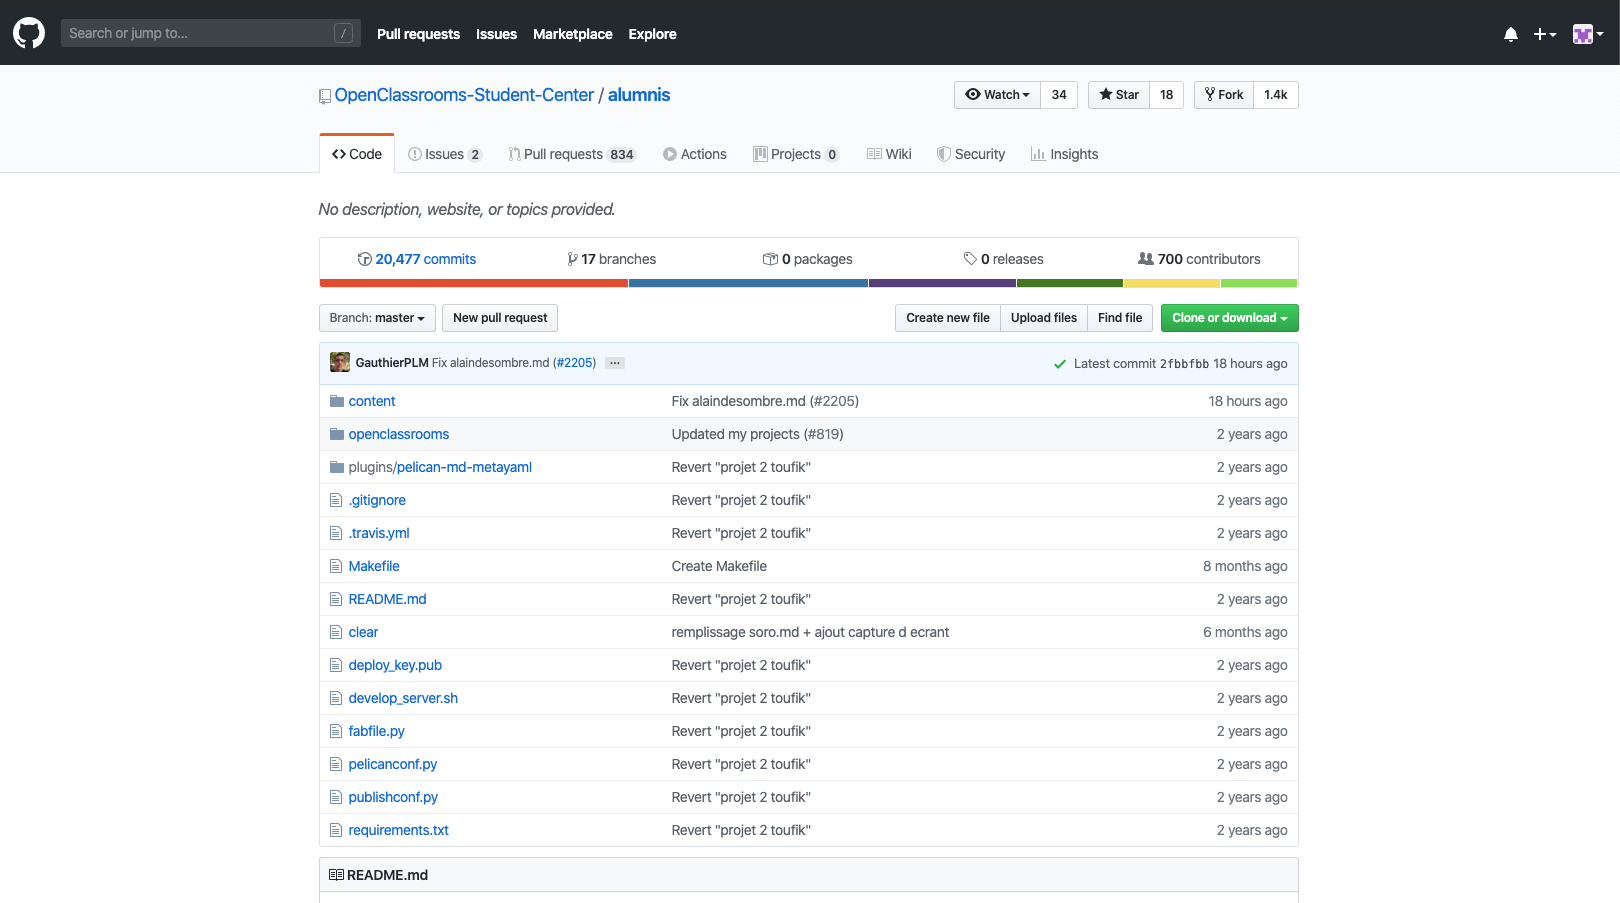 Search or jump to... / Pull requests Issues Marketplace Explore
OpenClassrooms-Student-Center / alumnis Watch 34 Star 18 Fork 1.4k
Code Issues 2 Pull requests 834 Actions Projects 0 Wiki Security Insights
No description, website, or topics provided.
20,477 commits 17 branches 0 packages 0 releases 700 contributors
Branch: master New pull request Create new file Upload files Find file Clone or download
GauthierPLM Fix alaindesombre.md (#2205) ... Latest commit 2fbbfbb 18 hours ago
content Fix alaindesombre.md (#2205) 18 hours ago
openclassrooms Updated my projects (#819) 2 years ago
plugins/pelican-md-metayaml Revert "projet 2 toufik" 2 years ago
.gitignore Revert "projet 2 toufik" 2 years ago
.travis.yml Revert "projet 2 toufik" 2 years ago
Makefile Create Makefile 8 months ago
README.md Revert "projet 2 toufik" 2 years ago
clear remplissage soro.md + ajout capture d ecrant 6 months ago
deploy_key.pub Revert "projet 2 toufik" 2 years ago
develop_server.sh Revert "projet 2 toufik" 2 years ago
fabfile.py Revert "projet 2 toufik" 2 years ago
pelicanconf.py Revert "projet 2 toufik" 2 years ago
publishconf.py Revert "projet 2 toufik" 2 years ago
requirements.txt Revert "projet 2 toufik" 2 years ago
README.md